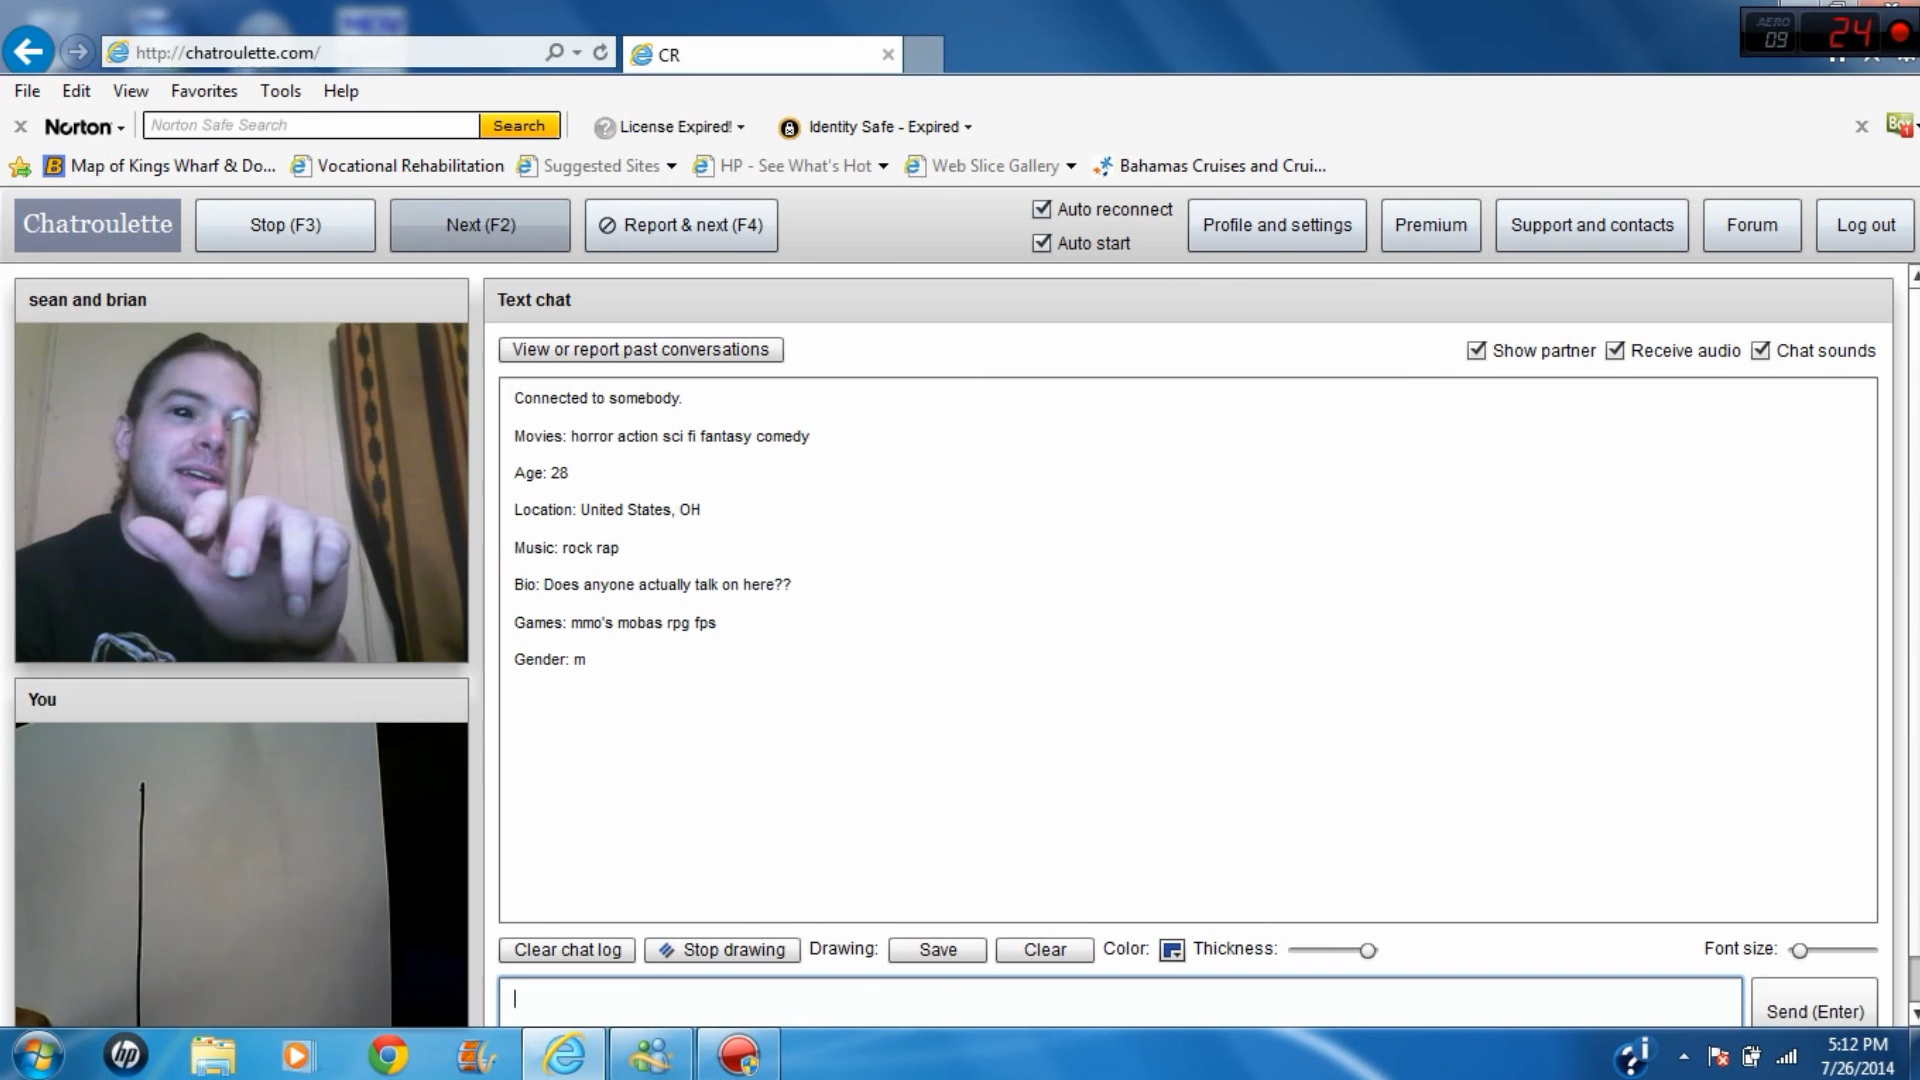 AERO
09
24
http://chatroulette.com/
CR
File Edit View Favorites Tools Help
Norton
Norton Safe Search
Search
License Expired!
Identity Safe - Expired
Map of Kings Wharf & Do...
Vocational Rehabilitation
Suggested Sites
HP - See What's Hot
Web Slice Gallery
Bahamas Cruises and Crui...
Chatroulette
Stop (F3)
Next (F2)
Report & next (F4)
Auto reconnect
Auto start
Profile and settings
Premium
Support and contacts
Forum
Log out
sean and brian
You
Text chat
View or report past conversations
Show partner
Receive audio
Chat sounds
Connected to somebody.
Movies: horror action sci fi fantasy comedy
Age: 28
Location: United States, OH
Music: rock rap
Bio: Does anyone actually talk on here??
Games: mmo's mobas rpg fps
Gender: m
Clear chat log
Stop drawing
Drawing:
Save
Clear
Color:
Thickness:
Font size:
Send (Enter)
hp
5:12 PM
7/26/2014